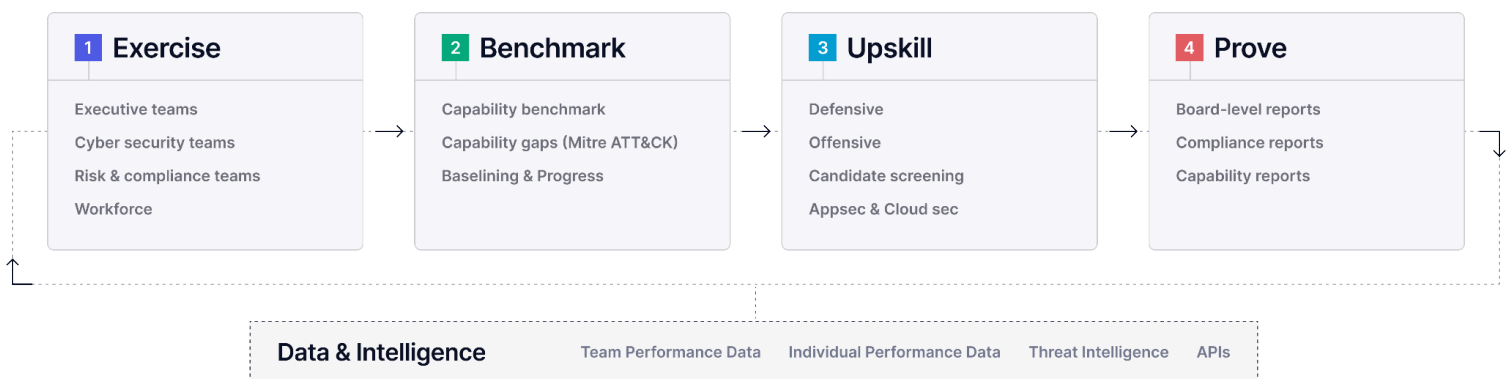 1 Exercise
Executive teams
Cyber security teams
Risk & compliance teams
Workforce
2 Benchmark
Capability benchmark
Capability gaps (Mitre ATT&CK)
Baselining & Progress
3 Upskill
Defensive
Offensive
Candidate screening
Appsec & Cloud sec
4 Prove
Board-level reports
Compliance reports
Capability reports
Data & Intelligence Team Performance Data Individual Performance Data Threat Intelligence APIs